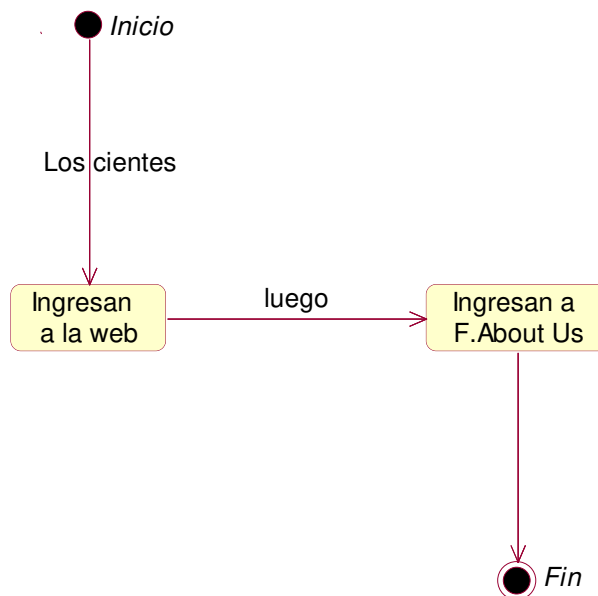 Inicio
Los cientes
Ingresan
a la web
luego
Ingresan a
F.About Us
Fin